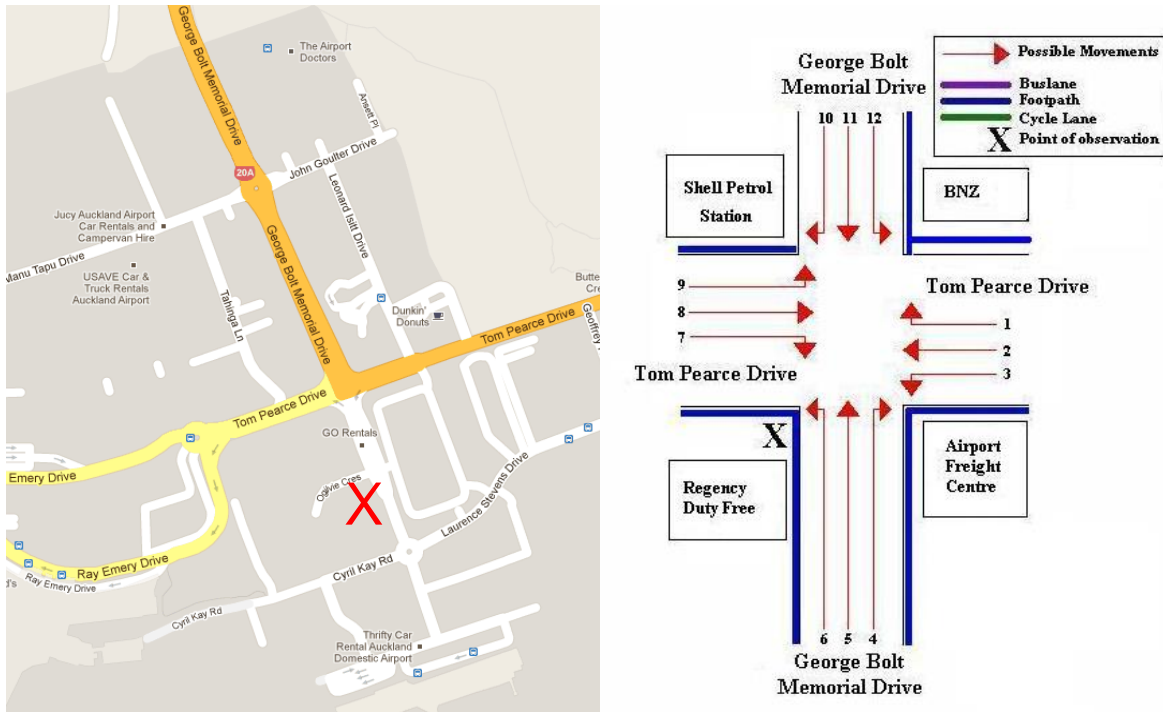 George Bolt Memorial Drive
The Airport
Doctors
Ansett Pl
John Goulter Drive
20A
Leonard Isitt Drive
Jucy Auckland Airport
Car Rentals and
Campervan Hire
Manu Tapu Drive
USAVE Car &
Truck Rentals
Auckland Airport
George Bolt Memorial Drive
Tahinga Ln
Butte
Cre
Dunkin'
Donuts
Tom Pearce Drive
Geoffrey
Tom Pearce Drive
GO Rentals
Emery Drive
Ogilvie Cres
X
Laurence Stevens Drive
Ray Emery Drive
Ray Emery Drive
Cyril Kay Rd
Cyril Kay Rd
d's
Thrifty Car
Rental Auckland
Domestic Airport
George Bolt
Memorial Drive
Possible Movements
Buslane
Footpath
Cycle Lane
X Point of observation
10 11 12
Shell Petrol
Station
BNZ
9
8
7
Tom Pearce Drive
1
2
3
Tom Pearce Drive
X
Regency
Duty Free
Airport
Freight
Centre
6 5 4
George Bolt
Memorial Drive